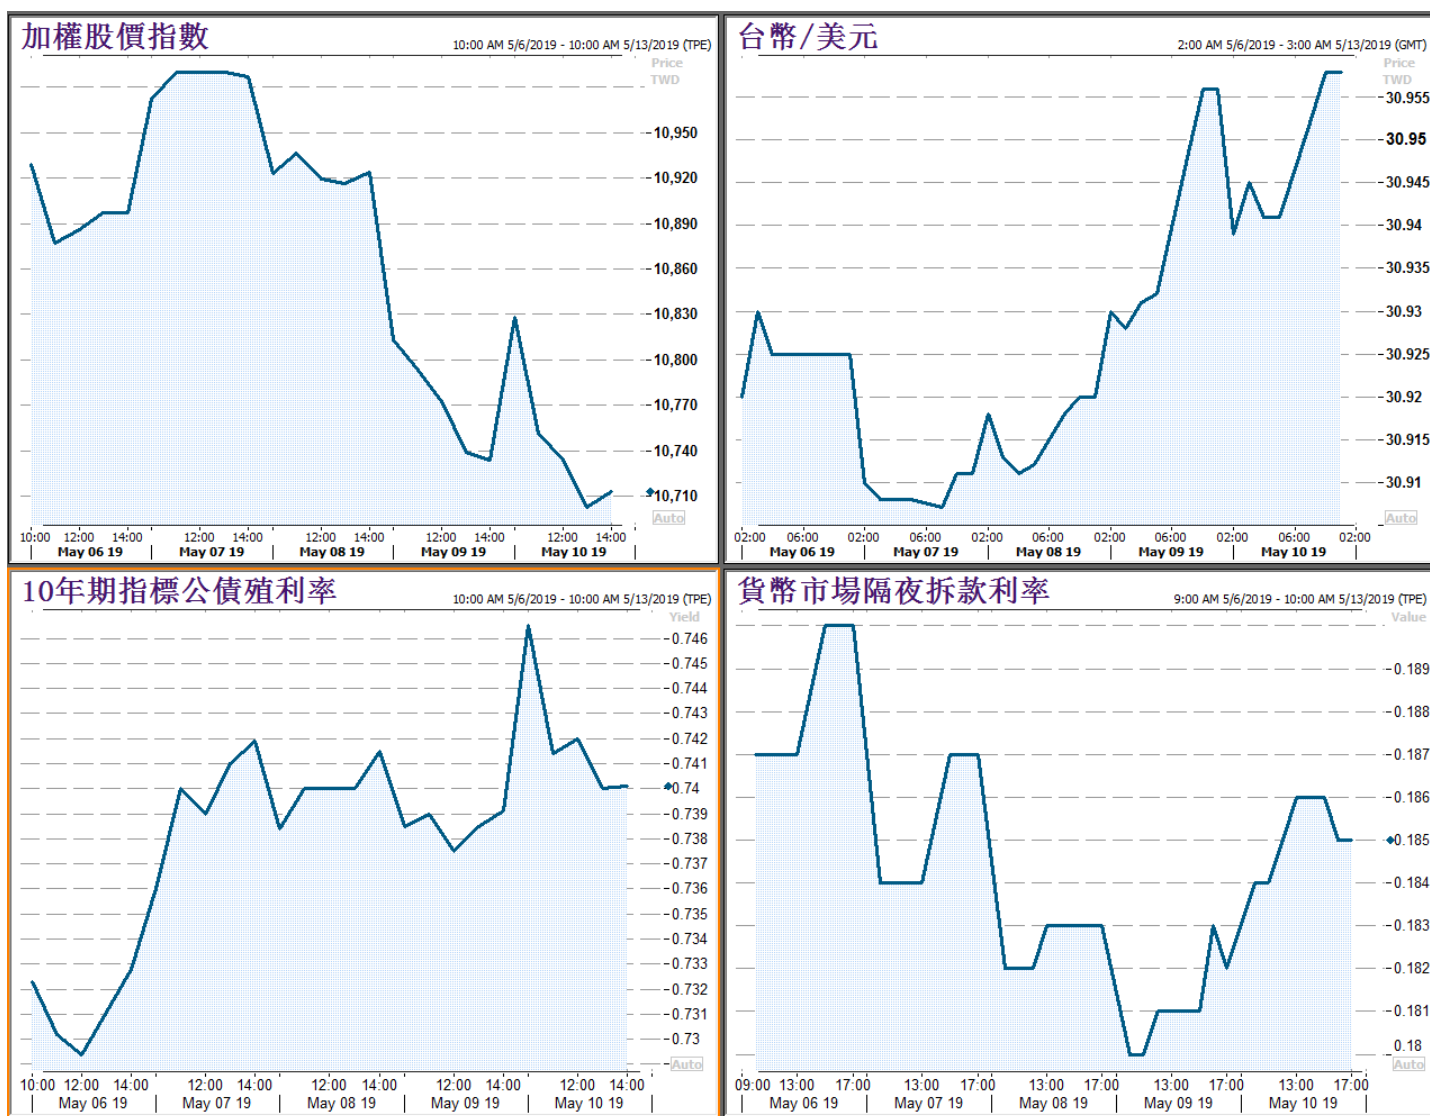 加權股價指數
10:00 AM 5/6/2019 - 10:00 AM 5/13/2019 (TPE)
Price
TWD
10,950
10,920
10,890
10,860
10,830
10,800
10,770
10,740
10,710
Auto
10:00 12:00 14:00 12:00 14:00 12:00 14:00 12:00 14:00 12:00 14:00
May 06 19 May 07 19 May 08 19 May 09 19 May 10 19
台幣/美元
2:00 AM 5/6/2019 - 3:00 AM 5/13/2019 (GMT)
Price
TWD
30.955
30.95
30.945
30.94
30.935
30.93
30.925
30.92
30.915
30.91
Auto
02:00 06:00 02:00 06:00 02:00 06:00 02:00 06:00 02:00 06:00 02:00
May 06 19 May 07 19 May 08 19 May 09 19 May 10 19
10年期指標公債殖利率
10:00 AM 5/6/2019 - 10:00 AM 5/13/2019 (TPE)
Yield
0.746
0.745
0.744
0.743
0.742
0.741
0.74
0.739
0.738
0.737
0.736
0.735
0.734
0.733
0.732
0.731
0.73
Auto
10:00 12:00 14:00 12:00 14:00 12:00 14:00 12:00 14:00 12:00 14:00
May 06 19 May 07 19 May 08 19 May 09 19 May 10 19
貨幣市場隔夜拆款利率
9:00 AM 5/6/2019 - 10:00 AM 5/13/2019 (TPE)
Value
0.189
0.188
0.187
0.186
0.185
0.184
0.183
0.182
0.181
0.18
Auto
09:00 13:00 17:00 13:00 17:00 13:00 17:00 13:00 17:00 13:00 17:00
May 06 19 May 07 19 May 08 19 May 09 19 May 10 19